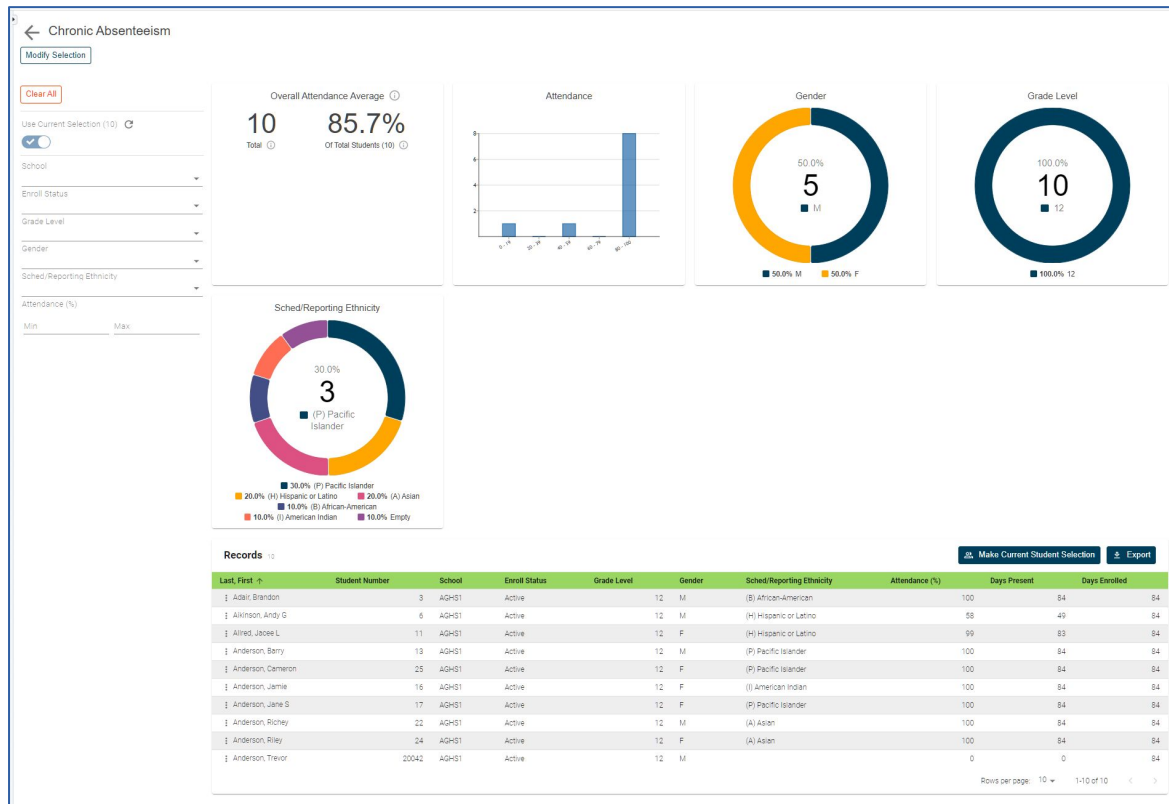 Chronic Absenteeism
Modify Selection
Clear All
Use Current Selection (10)
School
Enroll Status
Grade Level
Gender
Sched/Reporting Ethnicity
Attendance (%)
Min Max
Overall Attendance Average
10 85.7%
Total Of Total Students (10)
Attendance
8
6
4
2
0 - 19 20 - 39 40 - 59 60 - 79 80 - 100
Gender
50.0%
5
M
50.0% M 50.0% F
Grade Level
100.0%
10
12
100.0% 12
Sched/Reporting Ethnicity
30.0%
3
(P) Pacific
Islander
30.0% (P) Pacific Islander
20.0% (H) Hispanic or Latino 20.0% (A) Asian
10.0% (B) African-American
10.0% (I) American Indian 10.0% Empty
Records 10 Make Current Student Selection Export
Last, First Student Number School Enroll Status Grade Level Gender Sched/Reporting Ethnicity Attendance (%) Days Present Days Enrolled
Adair, Brandon 3 AGHS1 Active 12 M (B) African-American 100 84 84
Alkinson, Andy G 6 AGHS1 Active 12 M (H) Hispanic or Latino 58 49 84
Allred, Jacee L 11 AGHS1 Active 12 F (H) Hispanic or Latino 99 83 84
Anderson, Barry 13 AGHS1 Active 12 M (P) Pacific Islander 100 84 84
Anderson, Cameron 25 AGHS1 Active 12 F (P) Pacific Islander 100 84 84
Anderson, Jamie 16 AGHS1 Active 12 F (I) American Indian 100 84 84
Anderson, Jane S 17 AGHS1 Active 12 F (P) Pacific Islander 100 84 84
Anderson, Richey 22 AGHS1 Active 12 M (A) Asian 100 84 84
Anderson, Riley 24 AGHS1 Active 12 F (A) Asian 100 84 84
Anderson, Trevor 20042 AGHS1 Active 12 M 0 0 84
Rows per page: 10 1-10 of 10